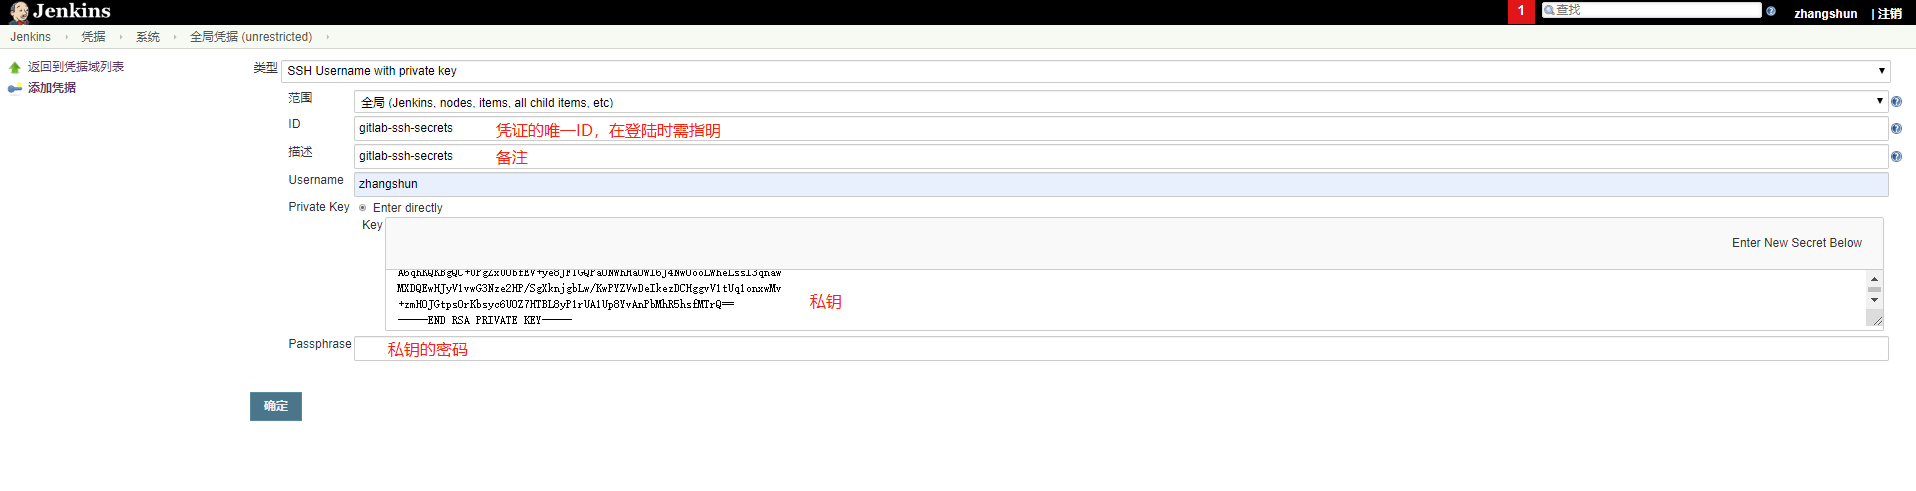 Jenkins
1
查找
zhangshun | 注销
Jenkins 凭据 系统 全局凭据 (unrestricted)
返回到凭据域列表
添加凭据
类型 SSH Username with private key
范围 全局 (Jenkins, nodes, items, all child items, etc)
ID gitlab-ssh-secrets 凭证的唯一ID，在登陆时需指明
描述 gitlab-ssh-secrets 备注
Username zhangshun
Private Key Enter directly
Key
Enter New Secret Below
私钥
-----END RSA PRIVATE KEY-----
Passphrase 私钥的密码
确定